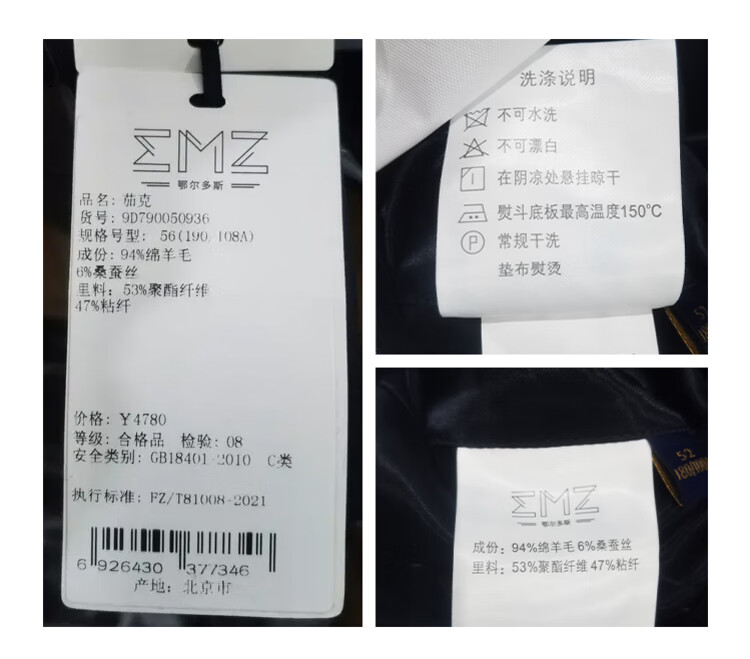 ΣMZ
鄂尔多斯
品名: 茄克
货号: 9D790050936
规格号型: 56(190/108A)
成份: 94%绵羊毛
6%桑蚕丝
里料: 53%聚酯纤维
47%粘纤
价格: ¥4780
等级: 合格品 检验: 08
安全类别: GB18401-2010 C类
执行标准: FZ/T81008-2021
6 926430 377346
产地: 北京市
洗涤说明
不可水洗
不可漂白
在阴凉处悬挂晾干
熨斗底板最高温度150℃
P 常规干洗
垫布熨烫
52
ΣMZ
鄂尔多斯
成份: 94%绵羊毛 6%桑蚕丝
里料: 53%聚酯纤维 47%粘纤